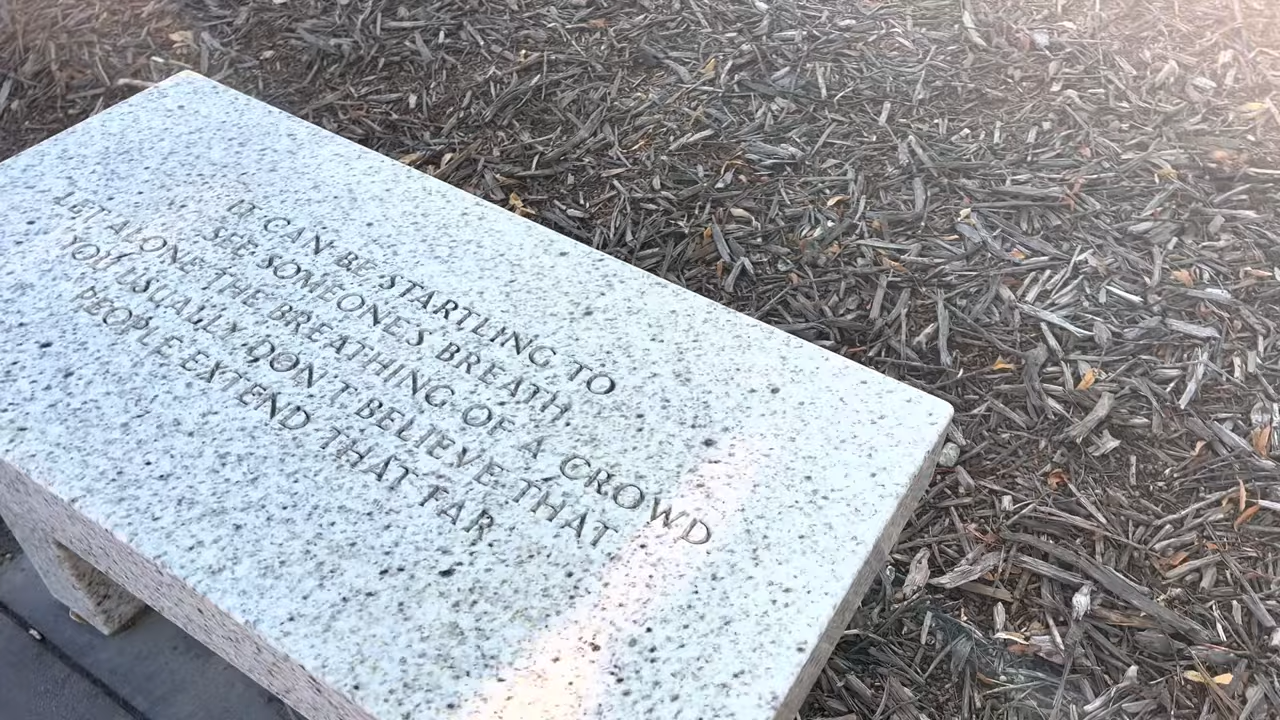 IT CAN BE STARTLING TO
SEE SOMEONE'S BREATH,
LET ALONE THE BREATHING OF A CROWD
YOU USUALLY DON'T BELIEVE THAT
PEOPLE EXTEND THAT FAR